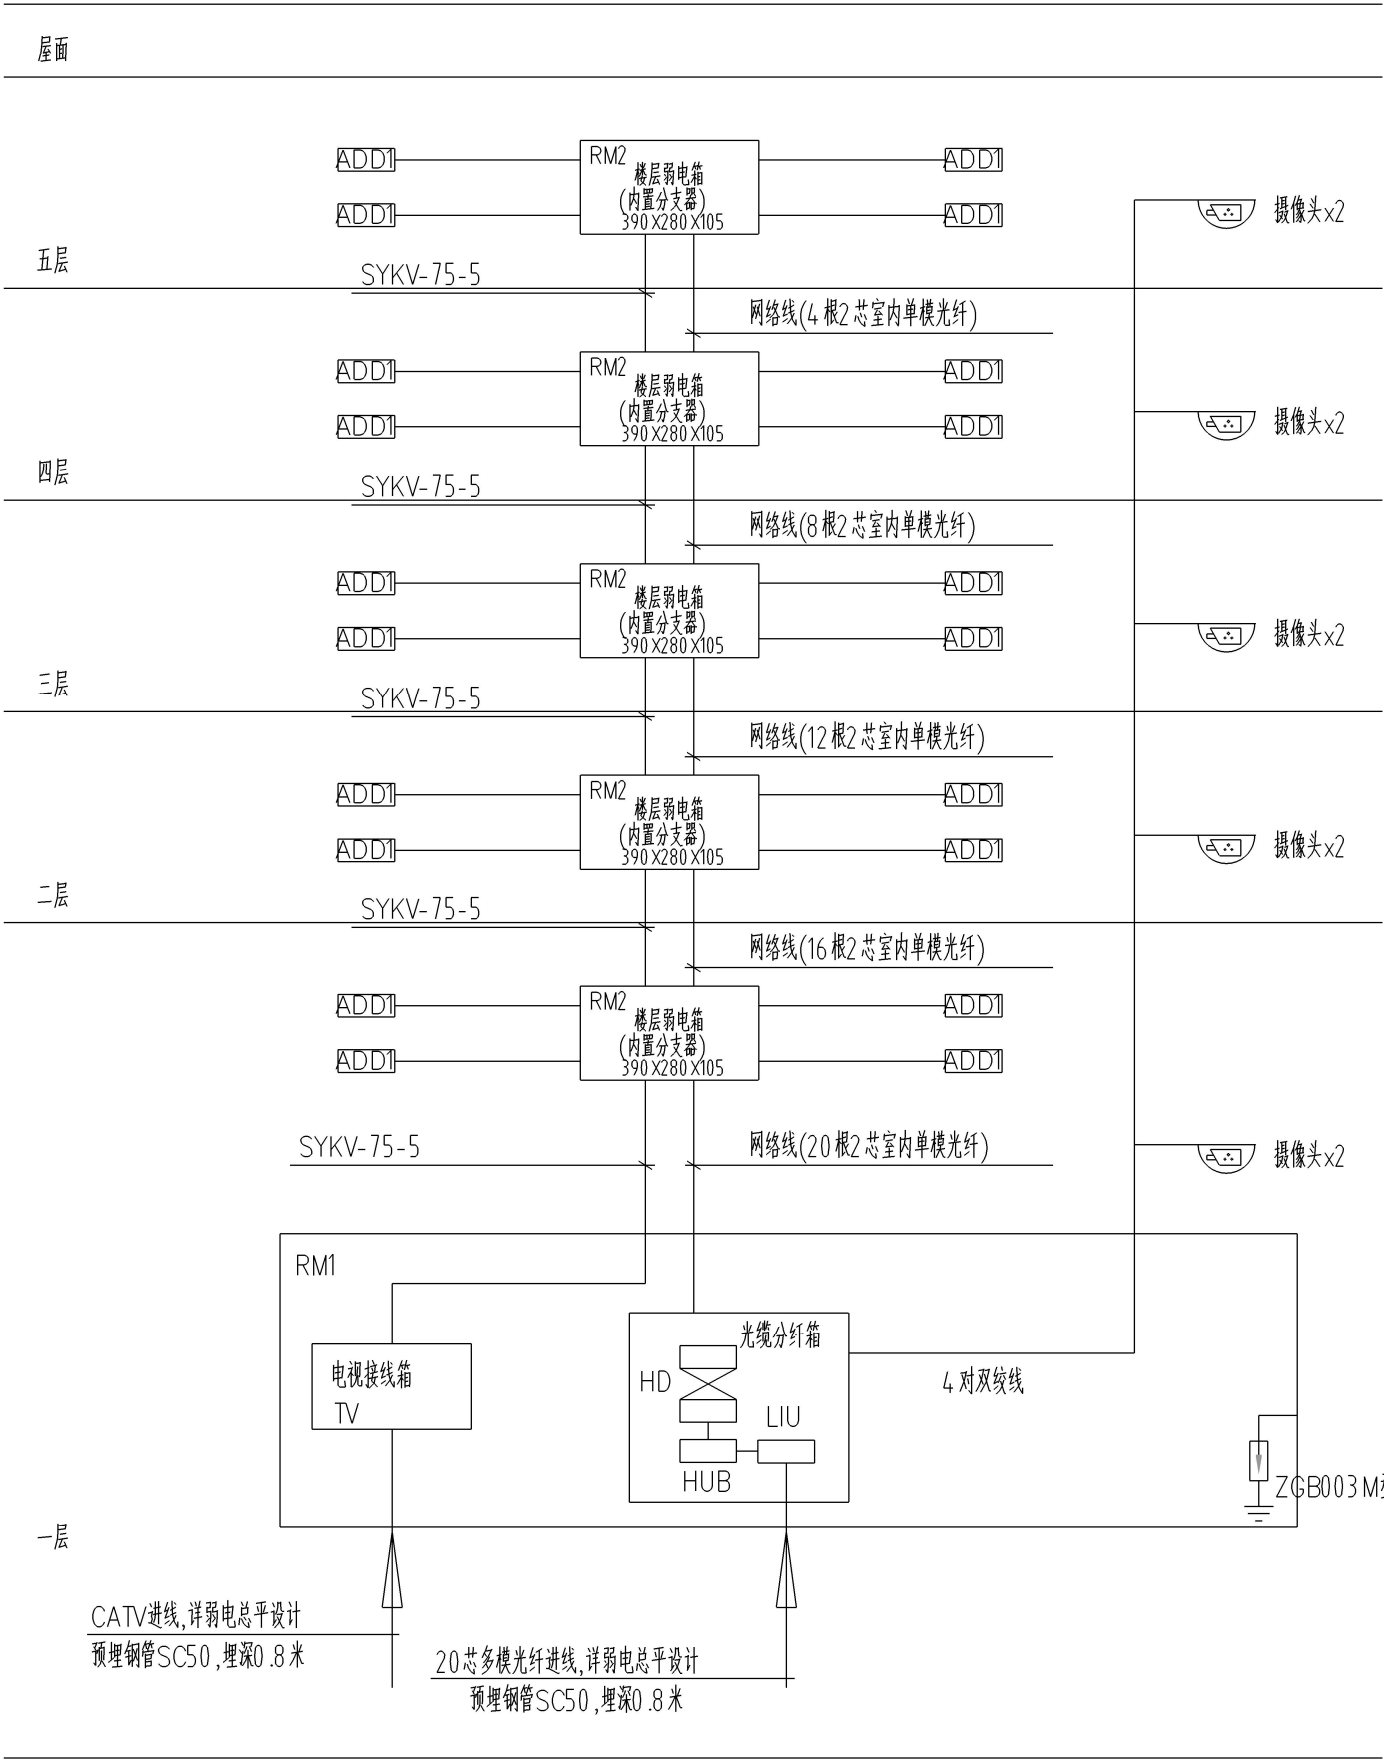 屋面
ADD1
RM2
ADD1
楼层弱电箱
(内置分支器)
390X280X105
ADD1
ADD1
摄像头x2
五层
SYKV-75-5
网络线(4根2芯室内单模光纤)
ADD1
RM2
ADD1
楼层弱电箱
(内置分支器)
390X280X105
ADD1
ADD1
摄像头x2
四层
SYKV-75-5
网络线(8根2芯室内单模光纤)
ADD1
RM2
ADD1
楼层弱电箱
(内置分支器)
390X280X105
ADD1
ADD1
摄像头x2
三层
SYKV-75-5
网络线(12根2芯室内单模光纤)
ADD1
RM2
ADD1
楼层弱电箱
(内置分支器)
390X280X105
ADD1
ADD1
摄像头x2
二层
SYKV-75-5
网络线(16根2芯室内单模光纤)
ADD1
RM2
ADD1
楼层弱电箱
(内置分支器)
390X280X105
ADD1
ADD1
SYKV-75-5
网络线(20根2芯室内单模光纤)
摄像头x2
RM1
光缆分纤箱
电视接线箱
TV
HD
LIU
HUB
4对双绞线
ZGB003M
一层
CATV进线,详弱电总平设计
预埋钢管SC50,埋深0.8米
20芯多模光纤进线,详弱电总平设计
预埋钢管SC50,埋深0.8米